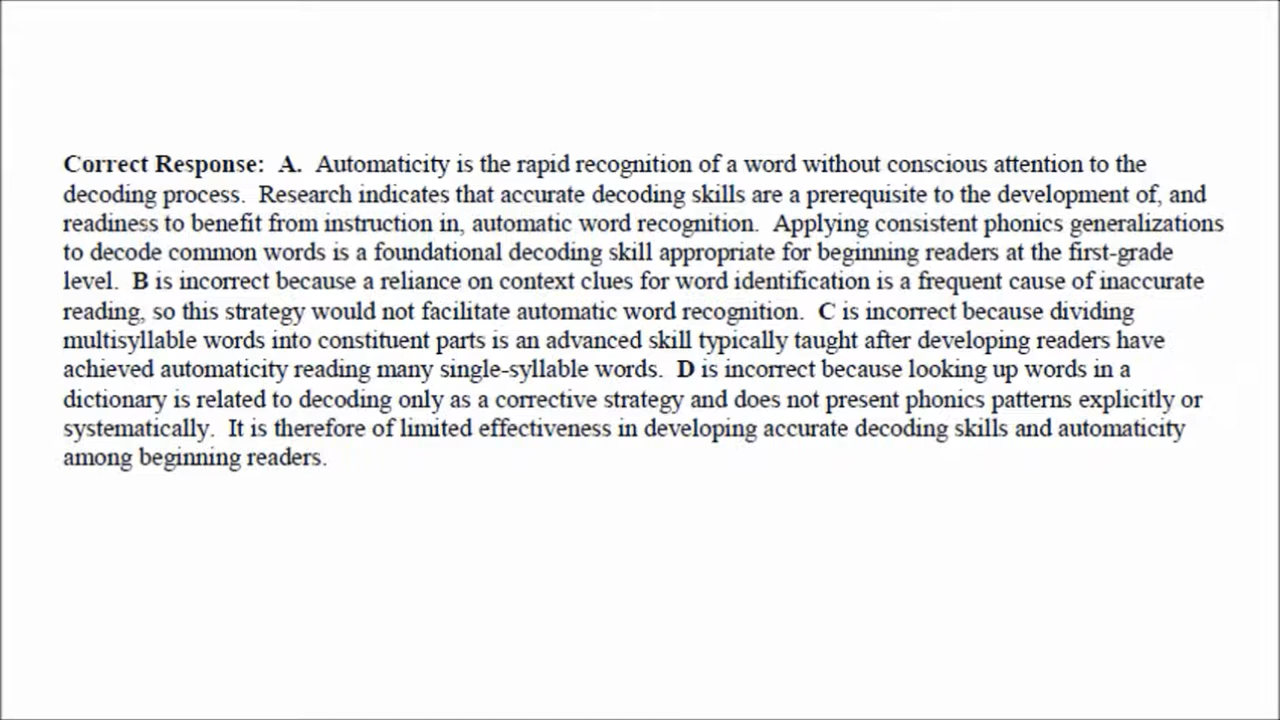 Correct Response:  A.  Automaticity is the rapid recognition of a word without conscious attention to the
decoding process.  Research indicates that accurate decoding skills are a prerequisite to the development of, and
readiness to benefit from instruction in, automatic word recognition.  Applying consistent phonics generalizations
to decode common words is a foundational decoding skill appropriate for beginning readers at the first-grade
level.  B is incorrect because a reliance on context clues for word identification is a frequent cause of inaccurate
reading, so this strategy would not facilitate automatic word recognition.  C is incorrect because dividing
multisyllable words into constituent parts is an advanced skill typically taught after developing readers have
achieved automaticity reading many single-syllable words.  D is incorrect because looking up words in a
dictionary is related to decoding only as a corrective strategy and does not present phonics patterns explicitly or
systematically.  It is therefore of limited effectiveness in developing accurate decoding skills and automaticity
among beginning readers.